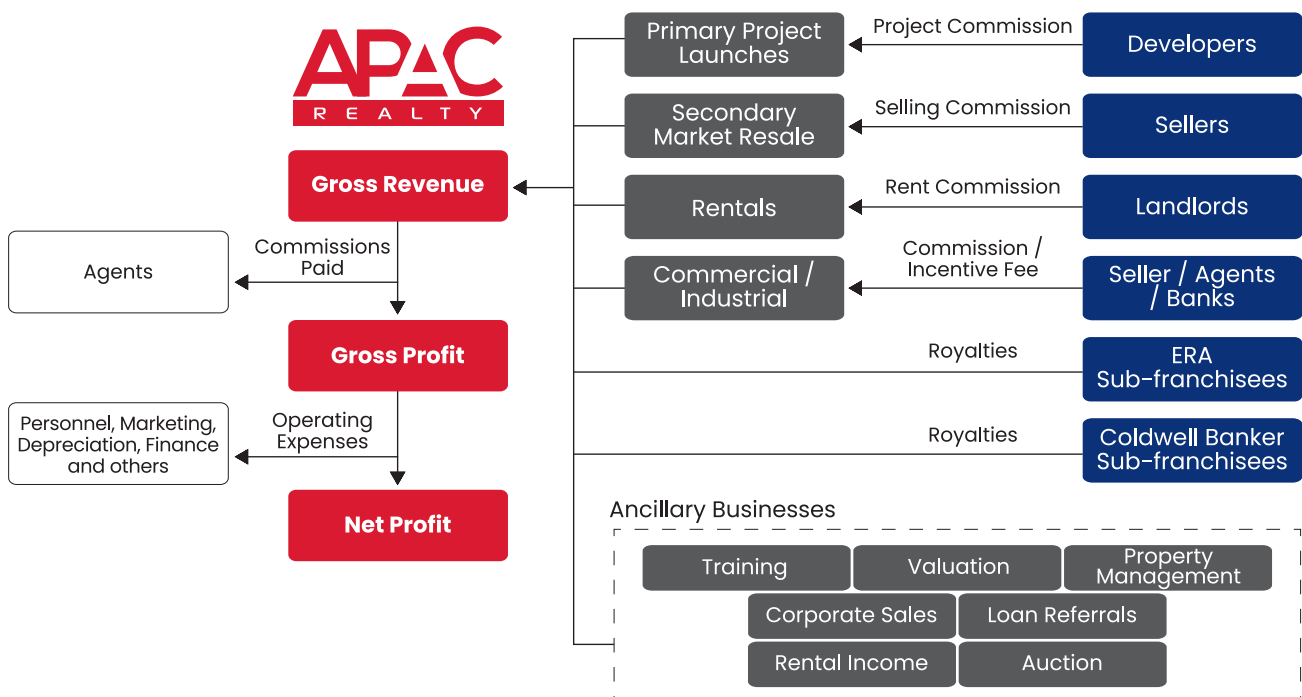 APAC
REALTY
Gross Revenue
Commissions
Paid
Agents
Gross Profit
Operating
Expenses
Personnel, Marketing,
Depreciation, Finance
and others
Net Profit
Primary Project
Launches
Project Commission
Developers
Secondary
Market Resale
Selling Commission
Sellers
Rentals
Rent Commission
Landlords
Commercial /
Industrial
Commission /
Incentive Fee
Seller / Agents
/ Banks
Royalties
ERA
Sub-franchisees
Royalties
Coldwell Banker
Sub-franchisees
Ancillary Businesses
Training
Valuation
Property
Management
Corporate Sales
Loan Referrals
Rental Income
Auction